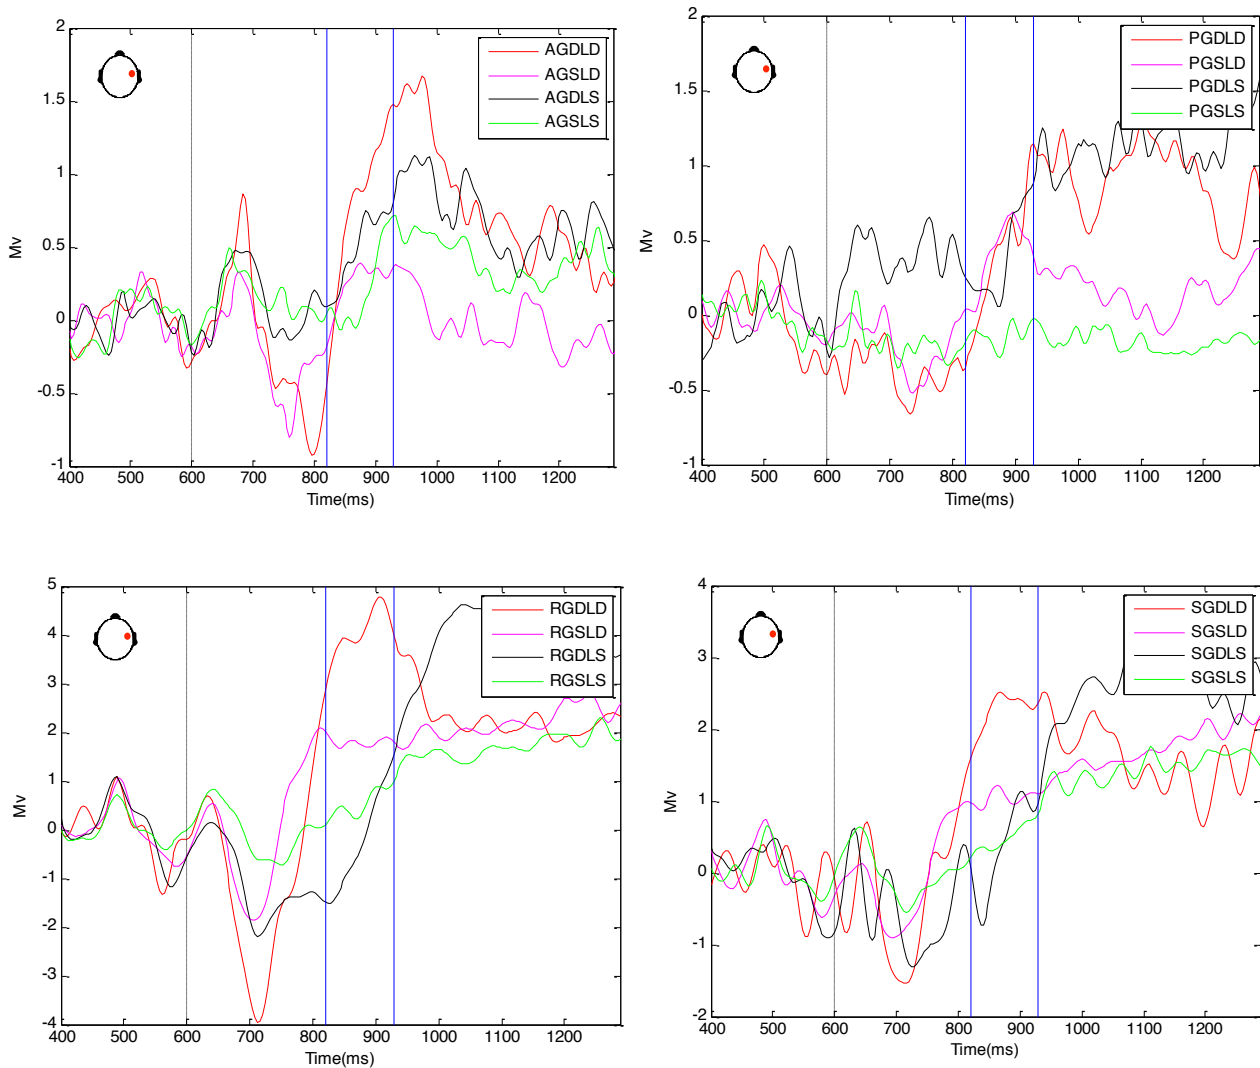 2
1.5
1
0.5
0
-0.5
-1
Mv
400 500 600 700 800 900 1000 1100 1200
Time(ms)
AGDLD
AGSLD
AGDLS
AGSLS
2
1.5
1
0.5
0
-0.5
-1
Mv
400 500 600 700 800 900 1000 1100 1200
Time(ms)
PGDLD
PGSLD
PGDLS
PGSLS
5
4
3
2
1
0
-1
-2
-3
-4
Mv
400 500 600 700 800 900 1000 1100 1200
Time(ms)
RGDLD
RGSLD
RGDLS
RGSLS
4
3
2
1
0
-1
-2
Mv
400 500 600 700 800 900 1000 1100 1200
Time(ms)
SGDLD
SGSLD
SGDLS
SGSLS